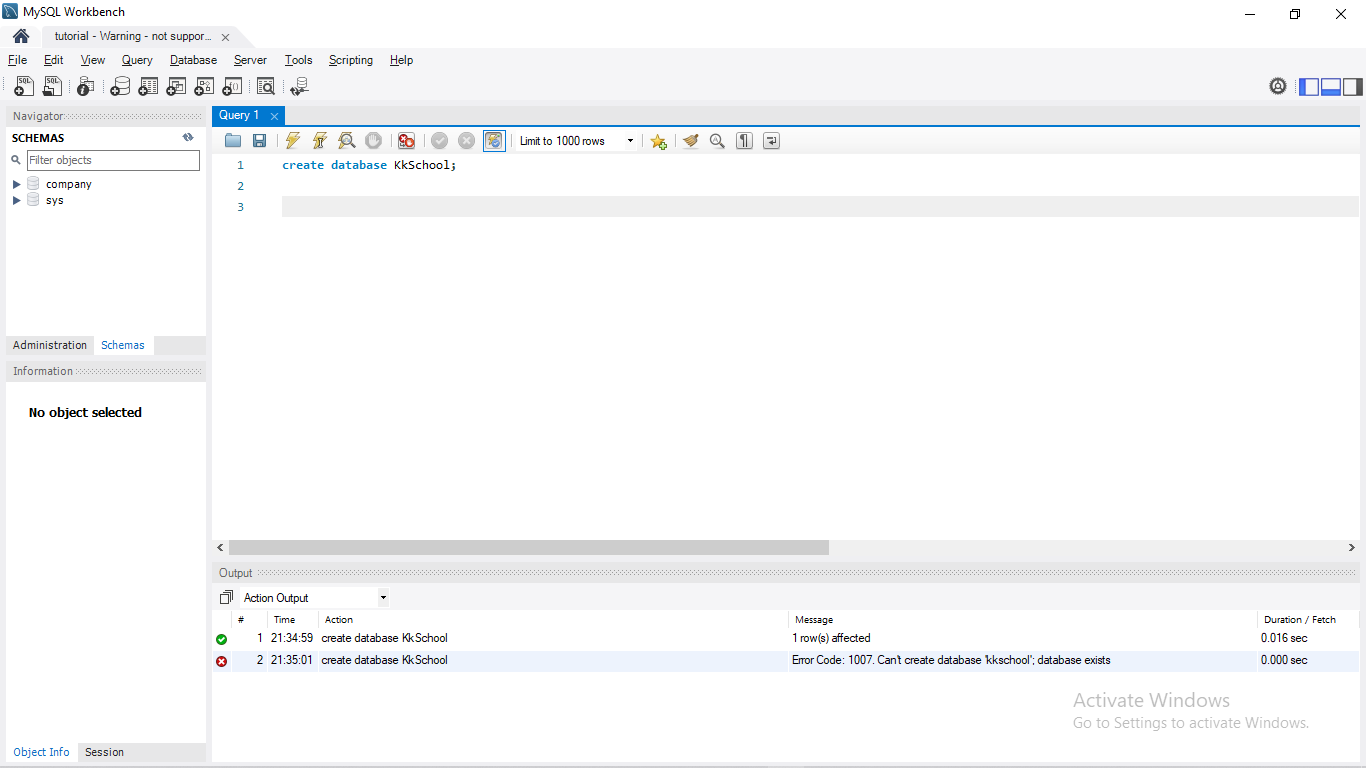 MySQL Workbench
tutorial - Warning - not suppor...
File Edit View Query Database Server Tools Scripting Help
Navigator
SCHEMAS
Filter objects
company
sys
Administration Schemas
Information
No object selected
Object Info Session
Query 1
Limit to 1000 rows
1 create database KkSchool;
2
3
Output
Action Output
# Time Action Message Duration / Fetch
1 21:34:59 create database KkSchool 1 row(s) affected 0.016 sec
2 21:35:01 create database KkSchool Error Code: 1007. Can't create database 'kkschool'; database exists 0.000 sec
Activate Windows
Go to Settings to activate Windows.